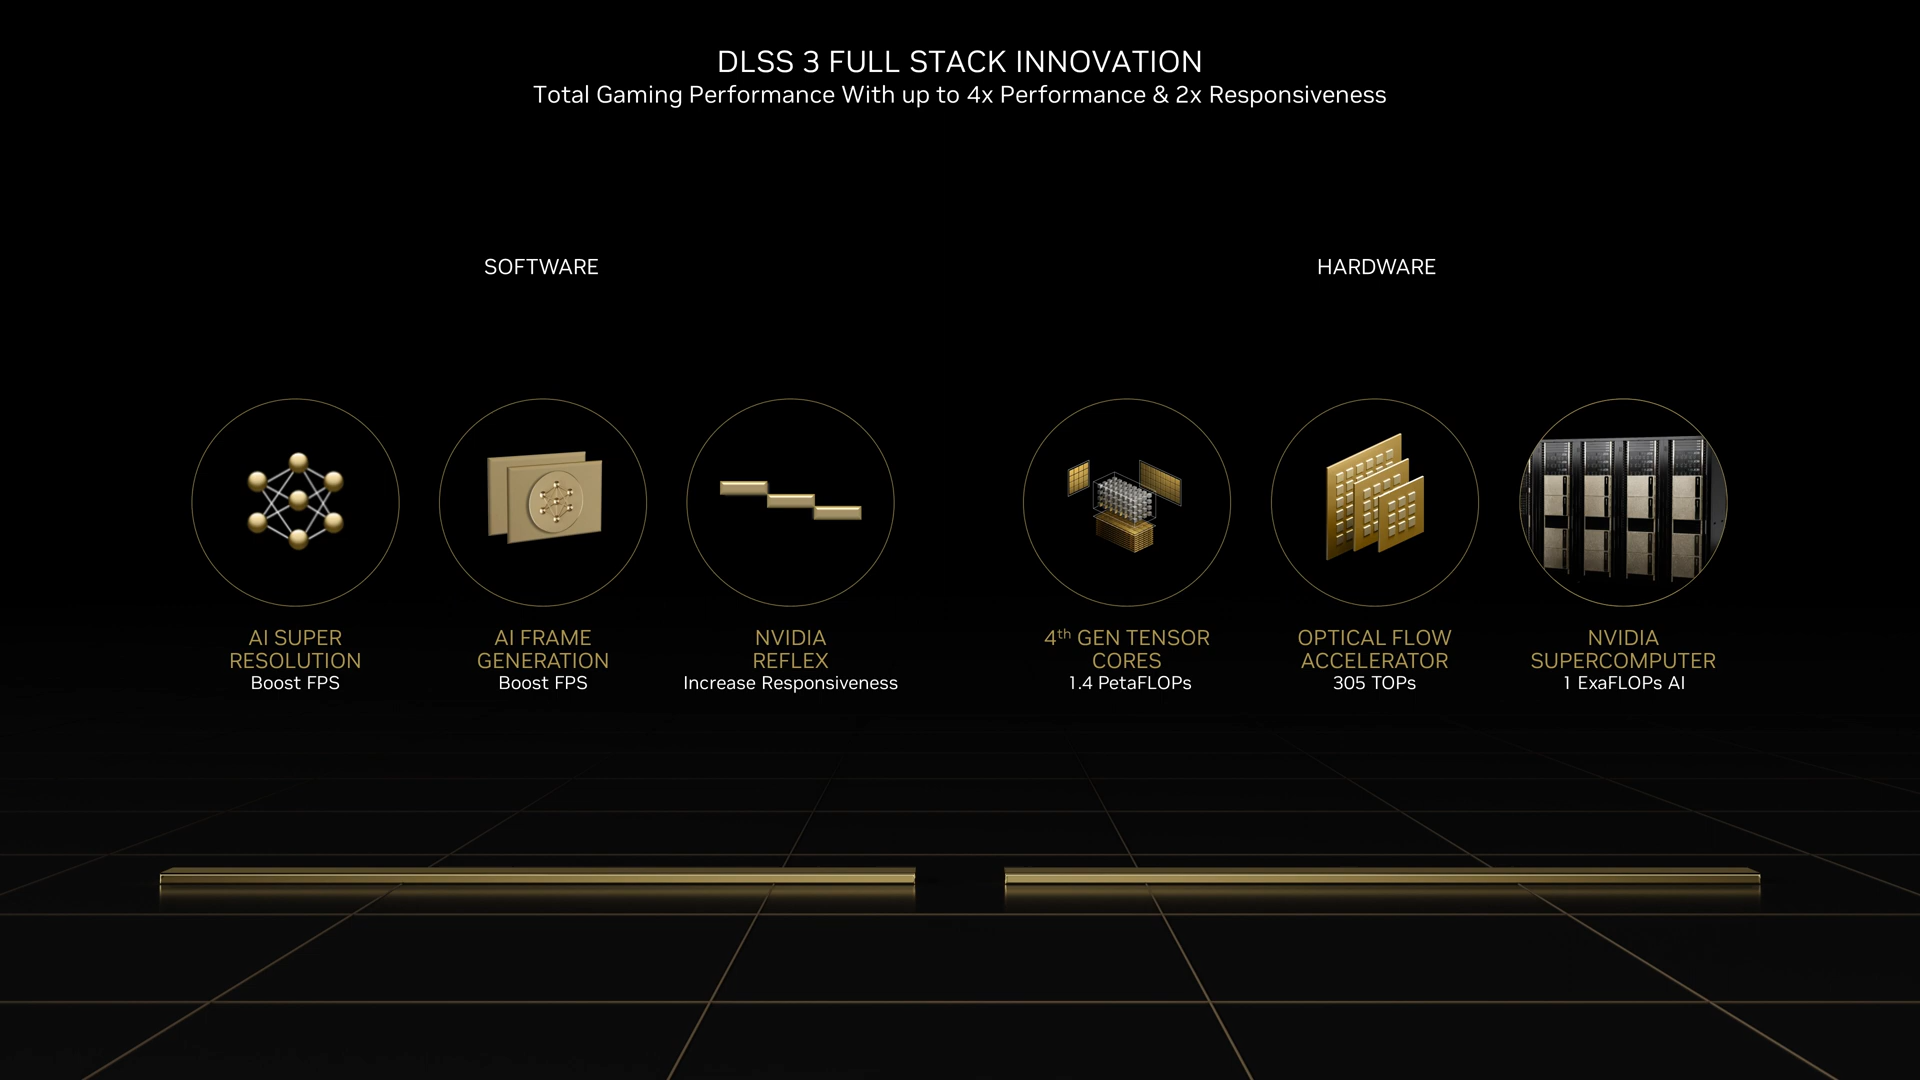 DLSS 3 FULL STACK INNOVATION
Total Gaming Performance With up to 4x Performance & 2x Responsiveness
SOFTWARE
HARDWARE
AI SUPER
RESOLUTION
Boost FPS
AI FRAME
GENERATION
Boost FPS
NVIDIA
REFLEX
Increase Responsiveness
4th GEN TENSOR
CORES
1.4 PetaFLOPs
OPTICAL FLOW
ACCELERATOR
305 TOPs
NVIDIA
SUPERCOMPUTER
1 ExaFLOPs AI